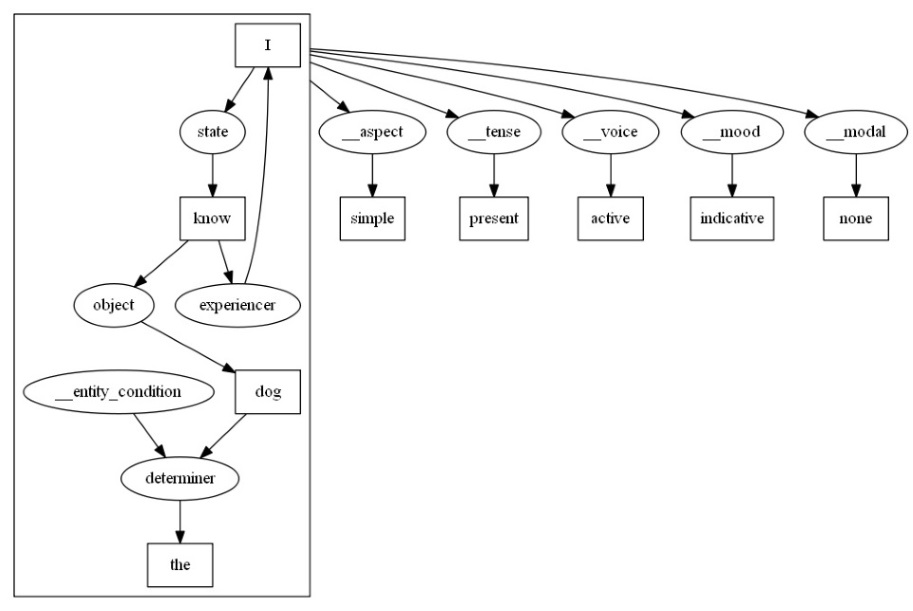 I
state
__aspect
__tense
__voice
__mood
__modal
know
simple
present
active
indicative
none
object
experiencer
__entity_condition
dog
determiner
the